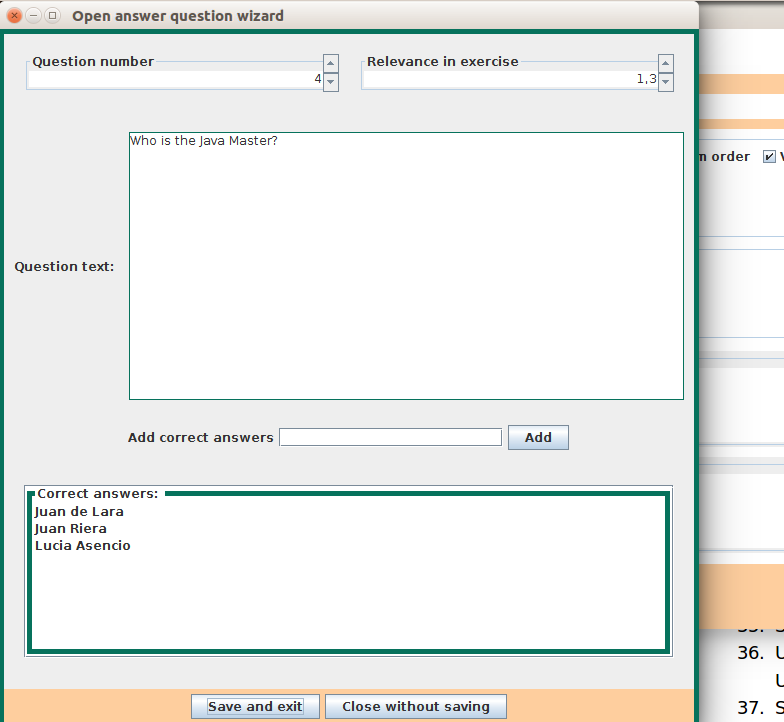 Open answer question wizard
Question number
Relevance in exercise
4
1,3
Who is the Java Master?
order
Question text:
Add correct answers
Add
Correct answers:
Juan de Lara
Juan Riera
Lucia Asencio
36.
37.
Save and exit
Close without saving